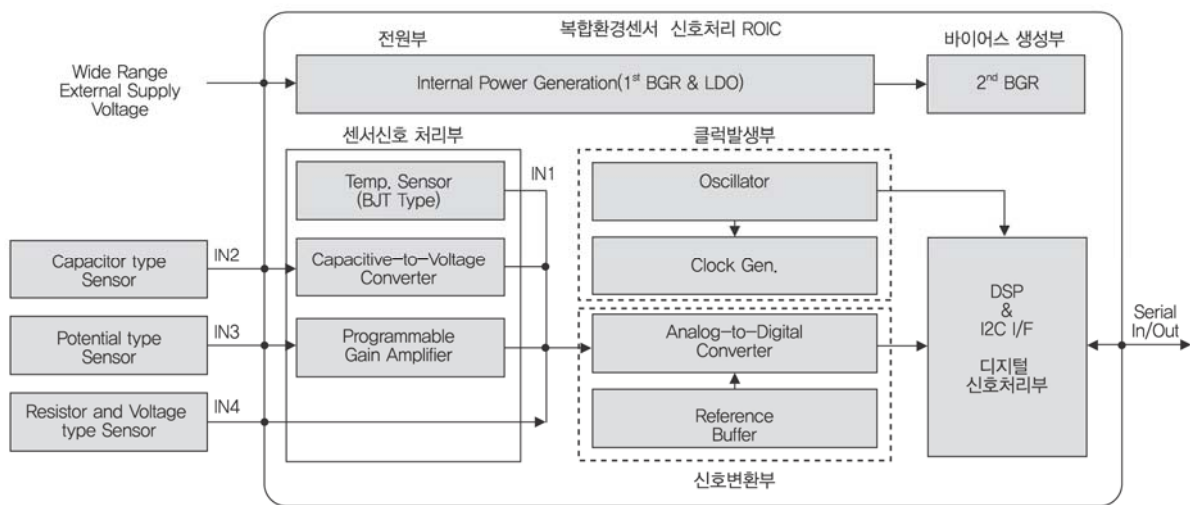 복합환경센서 신호처리 ROIC
전원부
바이어스 생성부
Wide Range
External Supply
Voltage
Internal Power Generation(1st BGR & LDO)
2nd BGR
센서신호 처리부
클럭발생부
IN1
Temp. Sensor
(BJT Type)
Oscillator
Capacitor type
Sensor
IN2
Capacitive-to-Voltage
Converter
Clock Gen.
Potential type
Sensor
IN3
Programmable
Gain Amplifier
Analog-to-Digital
Converter
DSP
&
I2C I/F
디지털
신호처리부
Serial
In/Out
Resistor and Voltage
type Sensor
IN4
Reference
Buffer
신호변환부